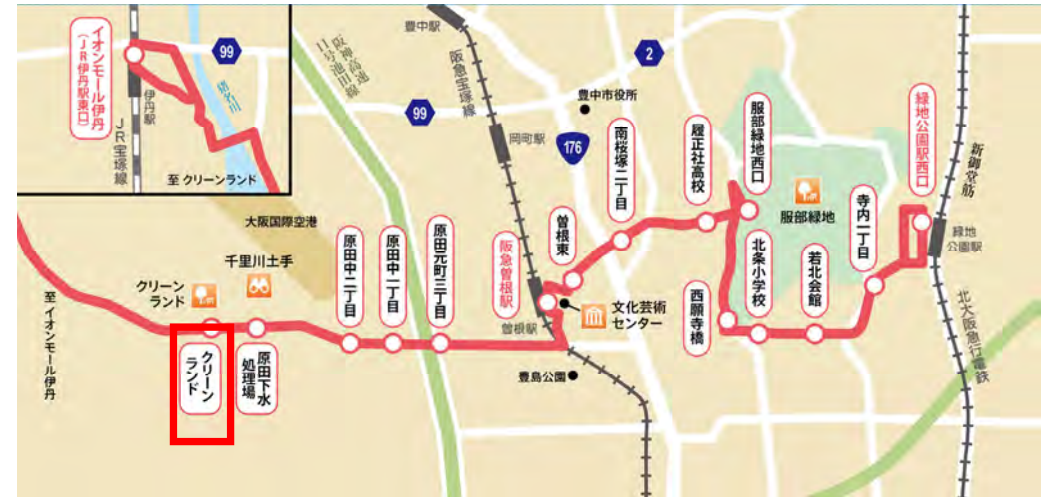 イオンモール伊丹
(JR伊丹駅東口)
伊丹駅
JR宝塚線
99
猪名川
至 クリーンランド
阪神高速
11号池田線
豊中駅
阪急宝塚線
99
岡町駅
2
豊中市役所
176
大阪国際空港
千里川土手
クリーン
ランド
至 イオンモール伊丹
クリーン
ランド
原田下水
処理場
原田中二丁目
原田中一丁目
原田元町三丁目
阪急曽根駅
曽根駅
曽根東
文化芸術
センター
豊島公園
南桜塚二丁目
履正社高校
服部緑地西口
服部緑地
西願寺橋
北条小学校
若北会館
寺内一丁目
緑地公園駅西口
新御堂筋
緑地
公園駅
北大阪急行電鉄